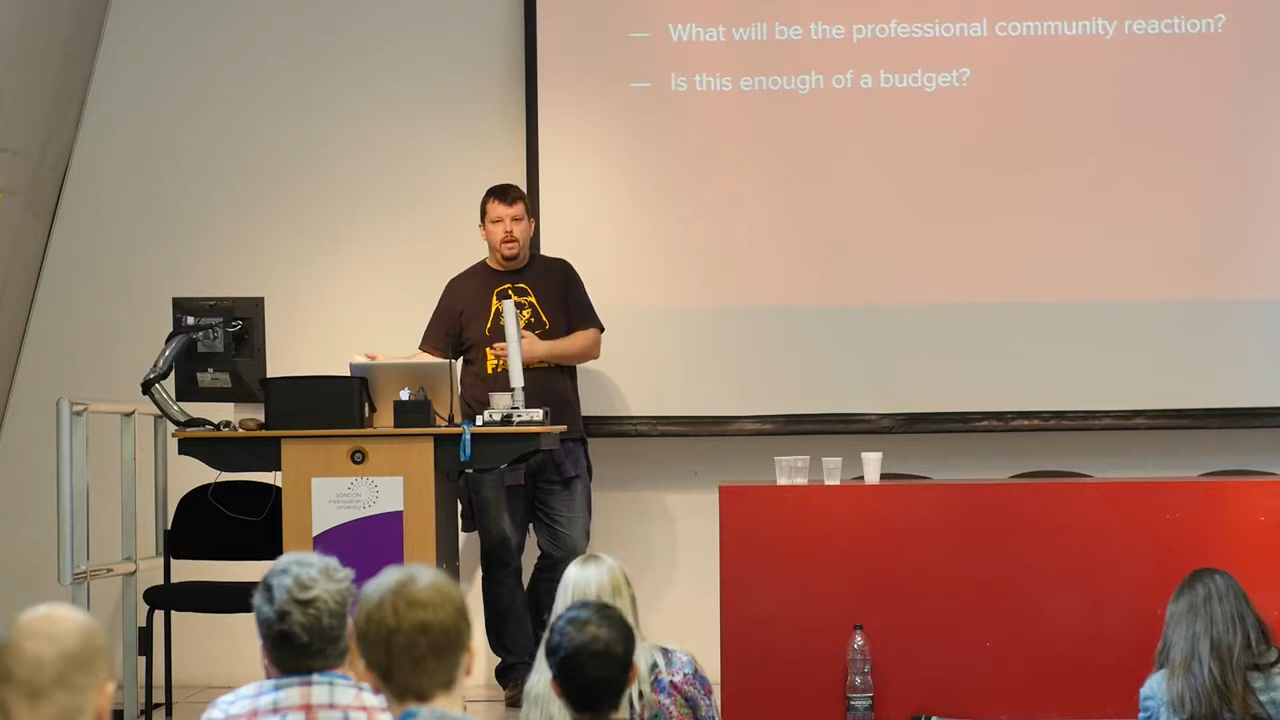 — What will be the professional community reaction?
— Is this enough of a budget?
LONDON
metropolitan
university